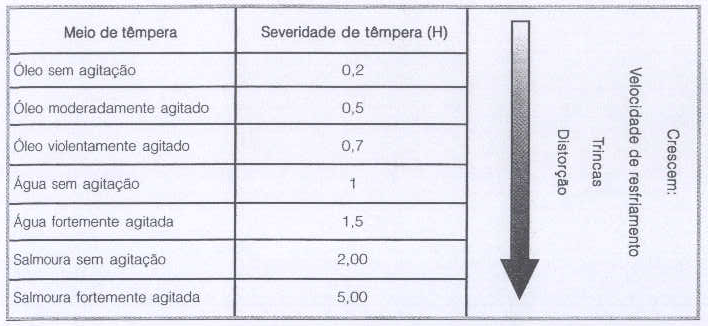 Meio de têmpera Severidade de têmpera (H)
Óleo sem agitação 0,2
Óleo moderadamente agitado 0,5
Óleo violentamente agitado 0,7
Água sem agitação 1
Água fortemente agitada 1,5
Salmoura sem agitação 2,00
Salmoura fortemente agitada 5,00
Crescem:
Velocidade de resfriamento
Trincas
Distorção